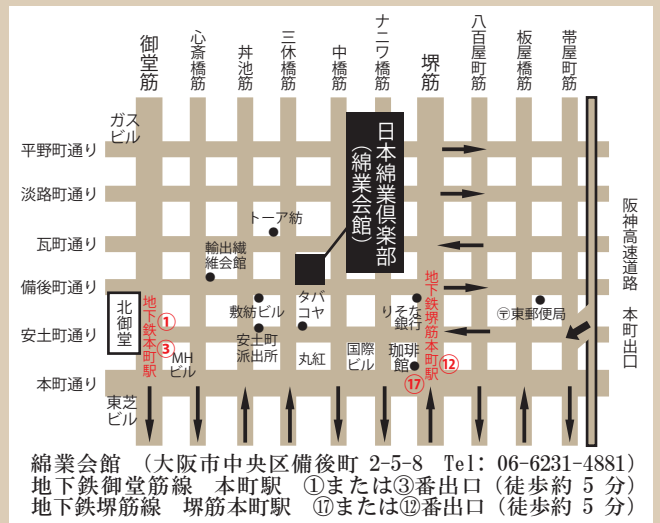 御堂筋
心斎橋筋
丼池筋
三休橋筋
中橋筋
ナニワ橋筋
堺筋
八百屋町筋
板屋橋筋
帯屋町筋
ガス
ビル
平野町通り
淡路町通り
瓦町通り
備後町通り
安土町通り
本町通り
日本綿業倶楽部
(綿業会館)
トーア紡
輸出繊
維会館
敷紡ビル
タバ
コヤ
りそな
銀行
〶東郵便局
北御堂
地下鉄本町駅
①
③
安土町
派出所
MH
ビル
丸紅
国際
ビル
珈琲
館
地下鉄堺筋本町駅
⑫
⑰
東芝
ビル
阪神高速道路 本町出口
綿業会館 (大阪市中央区備後町 2-5-8 Tel: 06-6231-4881)
地下鉄御堂筋線 本町駅 ①または③番出口(徒歩約 5 分)
地下鉄堺筋線 堺筋本町駅 ⑰または⑫番出口(徒歩約 5 分)